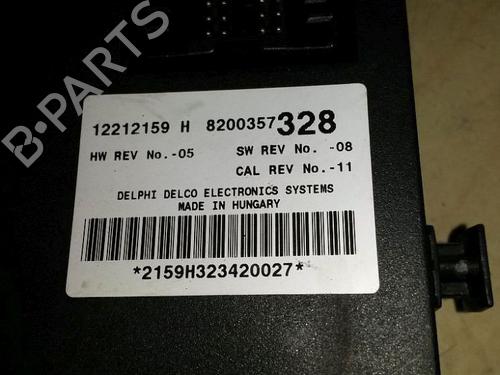 12212159 H 8200357328
HW REV No.-05 SW REV No. -08
CAL REV No.-11
DELPHI DELCO ELECTRONICS SYSTEMS
MADE IN HUNGARY
*2159H323420027*
B-PARTS
B-PARTS